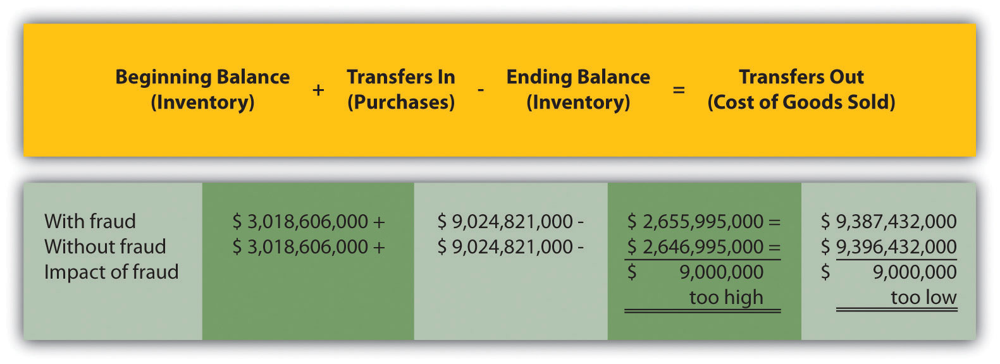 Beginning Balance
(Inventory)
+
Transfers In
(Purchases)
-
Ending Balance
(Inventory)
=
Transfers Out
(Cost of Goods Sold)
With fraud $ 3,018,606,000 + $ 9,024,821,000 - $ 2,655,995,000 = $ 9,387,432,000
Without fraud $ 3,018,606,000 + $ 9,024,821,000 - $ 2,646,995,000 = $ 9,396,432,000
Impact of fraud $ 9,000,000 $ 9,000,000
too high too low